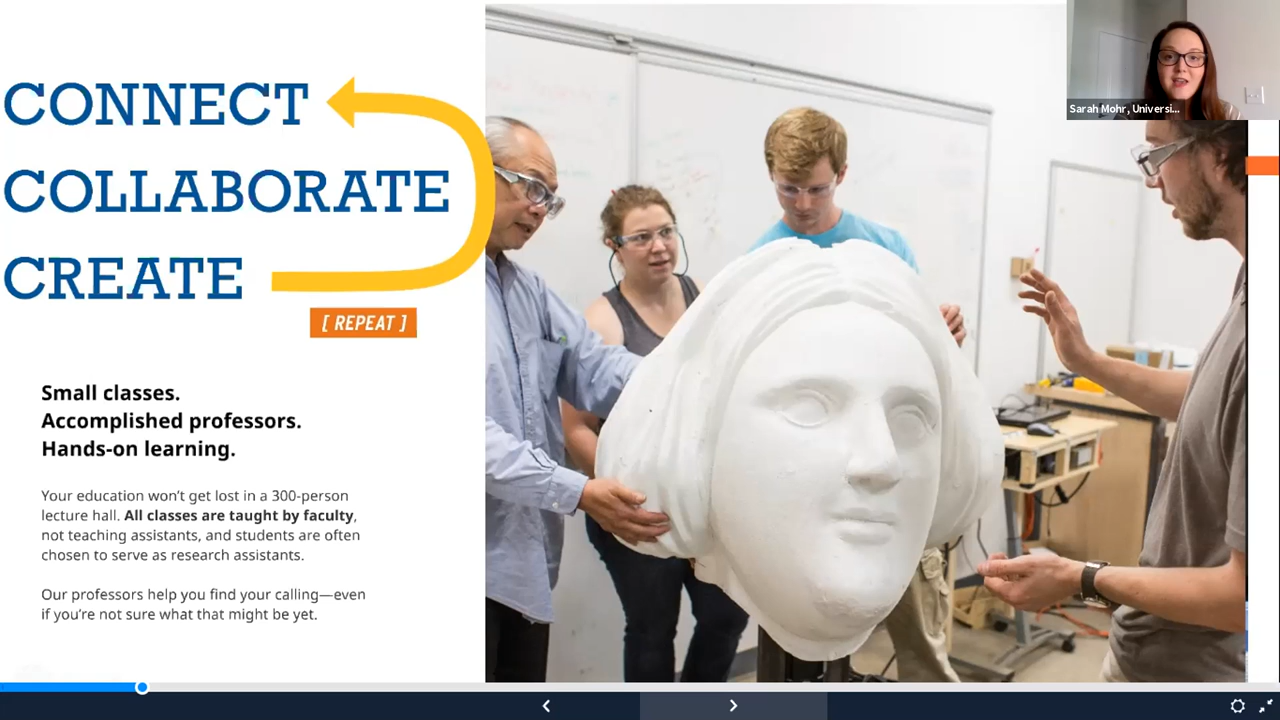 CONNECT
COLLABORATE
CREATE
[ REPEAT ]
Small classes.
Accomplished professors.
Hands-on learning.
Your education won't get lost in a 300-person
lecture hall. All classes are taught by faculty,
not teaching assistants, and students are often
chosen to serve as research assistants.
Our professors help you find your calling—even
if you're not sure what that might be yet.
Sarah Mohr, Universi...